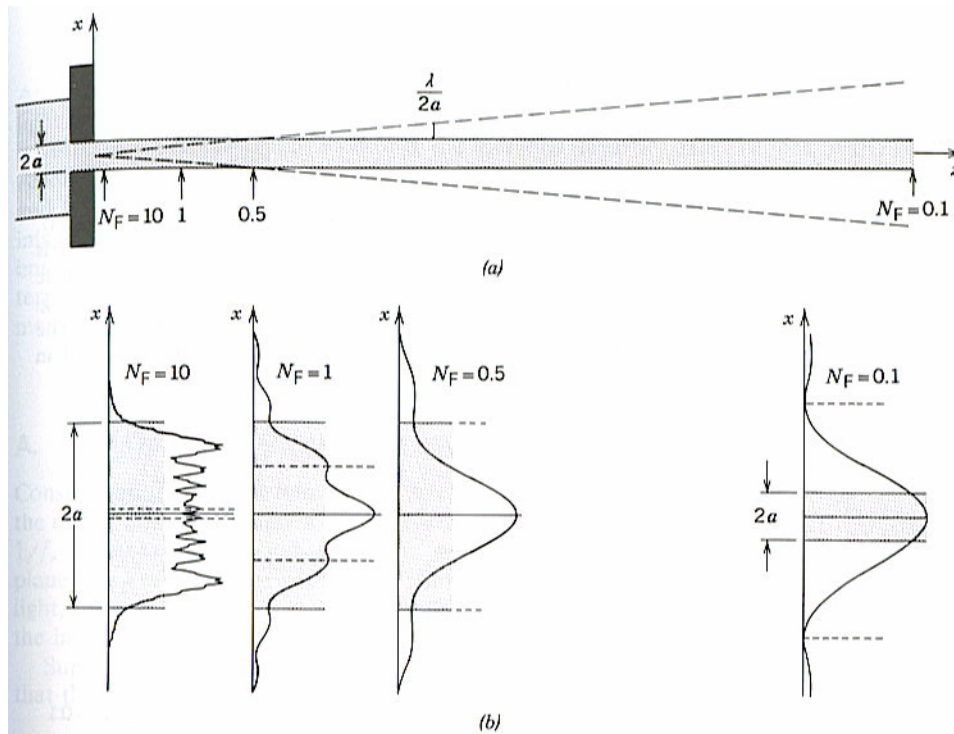 x
λ
2a
2a
z
N_F = 10
1
0.5
N_F = 0.1
(a)
x
x
x
x
N_F = 10
N_F = 1
N_F = 0.5
N_F = 0.1
2a
2a
(b)